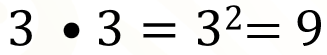 3 • 3 = 3²= 9